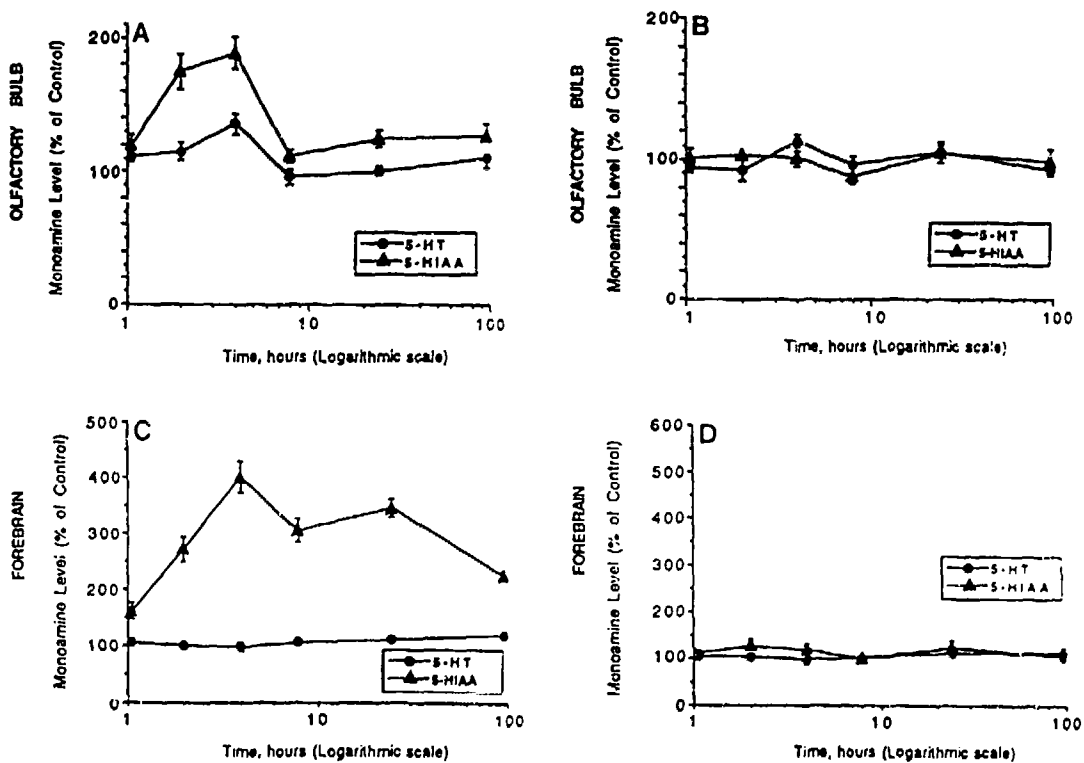 A
OLFACTORY BULB
Monoamine Level (% of Control)
200
100
0
5-HT
5-HIAA
1
10
100
Time, hours (Logarithmic scale)
B
OLFACTORY BULB
Monoamine Level (% of Control)
200
100
0
5-HT
5-HIAA
1
10
100
Time, hours (Logarithmic scale)
C
FOREBRAIN
Monoamine Level (% of Control)
500
400
300
200
100
0
5-HT
5-HIAA
1
10
100
Time, hours (Logarithmic scale)
D
FOREBRAIN
Monoamine Level (% of Control)
600
500
400
300
200
100
0
5-HT
5-HIAA
1
10
100
Time, hours (Logarithmic scale)